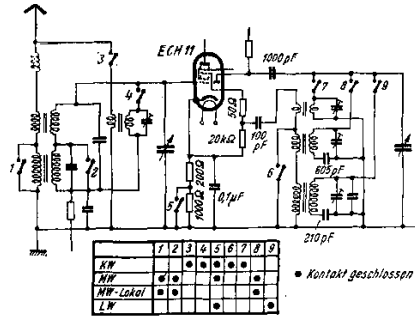 ECH 11
1000pF
3
4
7
8
9
50Ω
20kΩ
100
pF
1
2
5
6
200Ω
1000Ω
0,1µF
605pF
210pF
1 2 3 4 5 6 7 8 9
KW
MW
MW-Lokal
LW
● Kontakt geschlossen